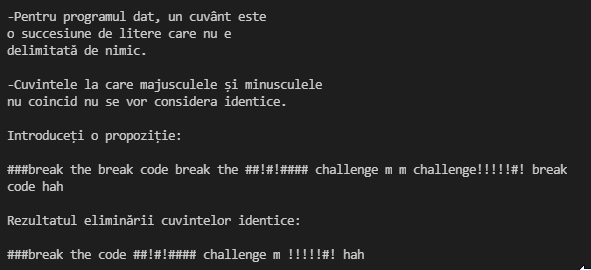 -Pentru programul dat, un cuvânt este
o succesiune de litere care nu e
delimitată de nimic.
-Cuvintele la care majusculele și minusculele
nu coincid nu se vor considera identice.
Introduceți o propoziție:
###break the break code break the ##!#!#### challenge m m challenge!!!!!#! break
code hah
Rezultatul eliminării cuvintelor identice:
###break the code ##!#!#### challenge m !!!!!#! hah